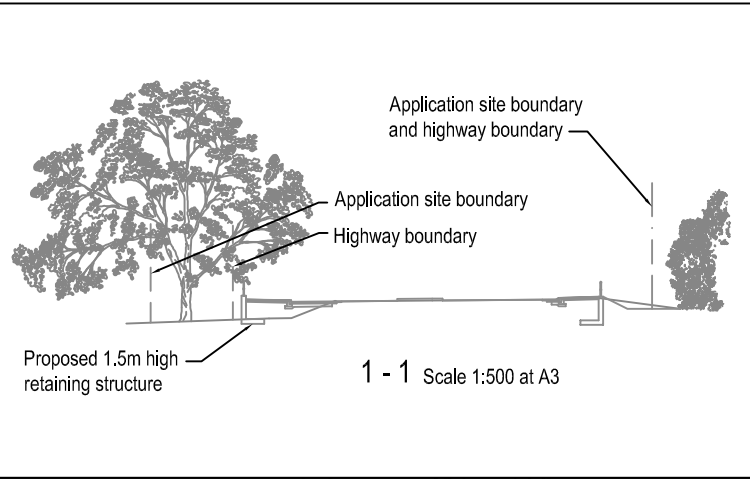 Application site boundary
and highway boundary
Application site boundary
Highway boundary
Proposed 1.5m high
retaining structure
1 - 1 Scale 1:500 at A3